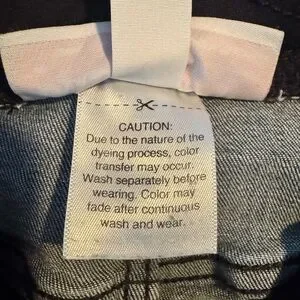 CAUTION:
Due to the nature of the
dyeing process, color
transfer may occur.
Wash separately before
wearing. Color may
fade after continuous
wash and wear.